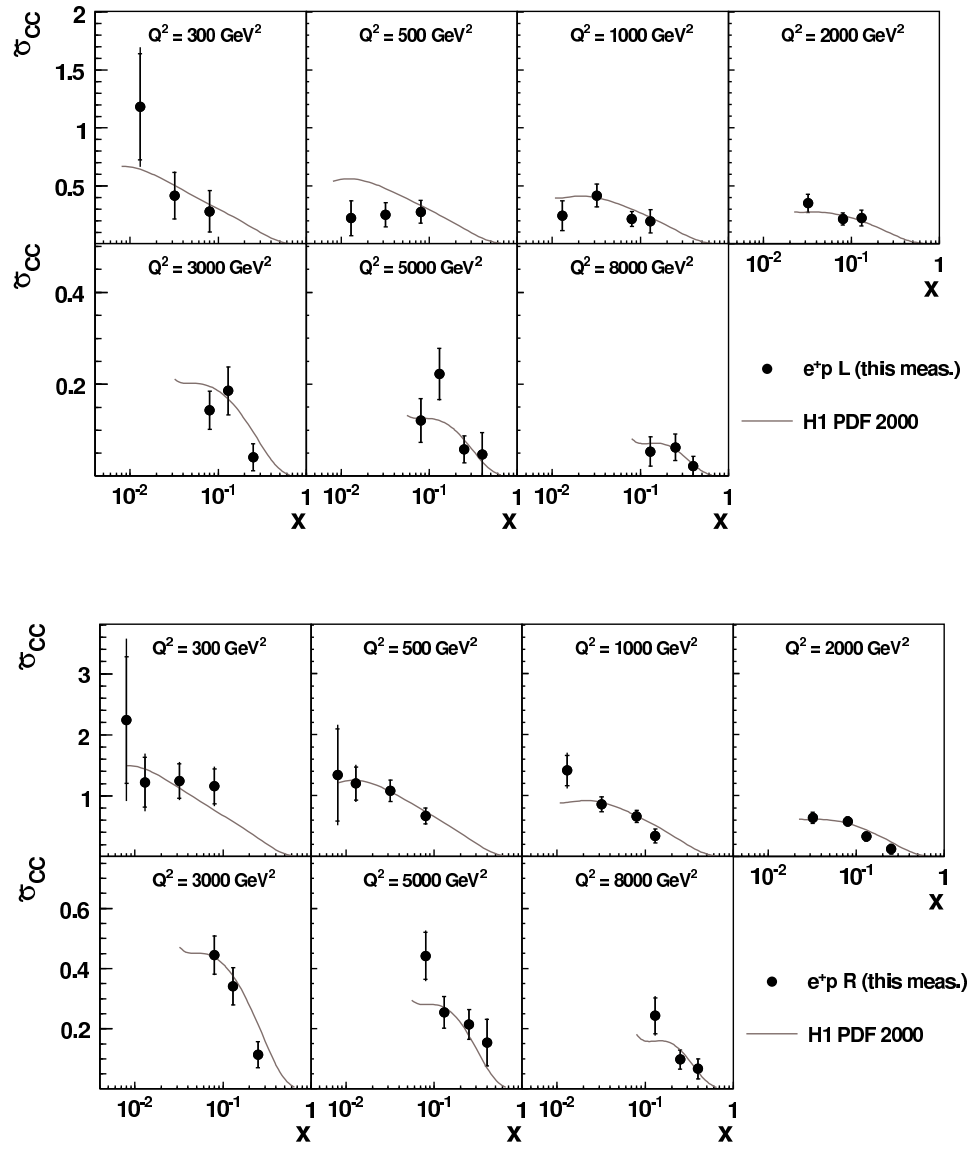 σ̃CC
2
Q² = 300 GeV²
Q² = 500 GeV²
Q² = 1000 GeV²
Q² = 2000 GeV²
1.5
1
0.5
σ̃CC
Q² = 3000 GeV²
Q² = 5000 GeV²
Q² = 8000 GeV²
10⁻² 10⁻¹ 1
x
0.4
e⁺p L (this meas.)
0.2
H1 PDF 2000
10⁻² 10⁻¹ 1 10⁻² 10⁻¹ 1 10⁻² 10⁻¹ 1
x x x
σ̃CC
Q² = 300 GeV²
Q² = 500 GeV²
Q² = 1000 GeV²
Q² = 2000 GeV²
3
2
1
σ̃CC
Q² = 3000 GeV²
Q² = 5000 GeV²
Q² = 8000 GeV²
10⁻² 10⁻¹ 1
x
0.6
0.4
e⁺p R (this meas.)
0.2
H1 PDF 2000
10⁻² 10⁻¹ 1 10⁻² 10⁻¹ 1 10⁻² 10⁻¹ 1
x x x